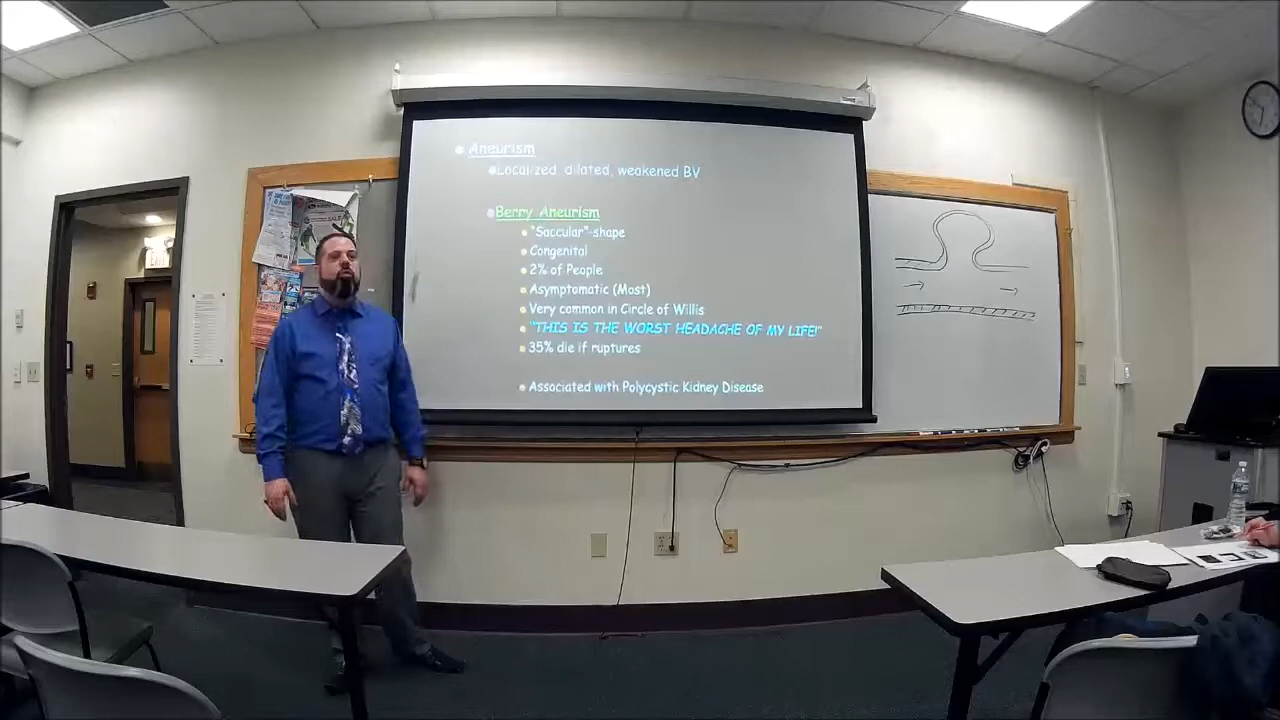 Aneurism
Localized, dilated, weakened BV
Berry Aneurism
"Saccular"-shape
Congenital
2% of People
Asymptomatic (Most)
Very common in Circle of Willis
"THIS IS THE WORST HEADACHE OF MY LIFE!"
35% die if ruptures
Associated with Polycystic Kidney Disease
EXIT